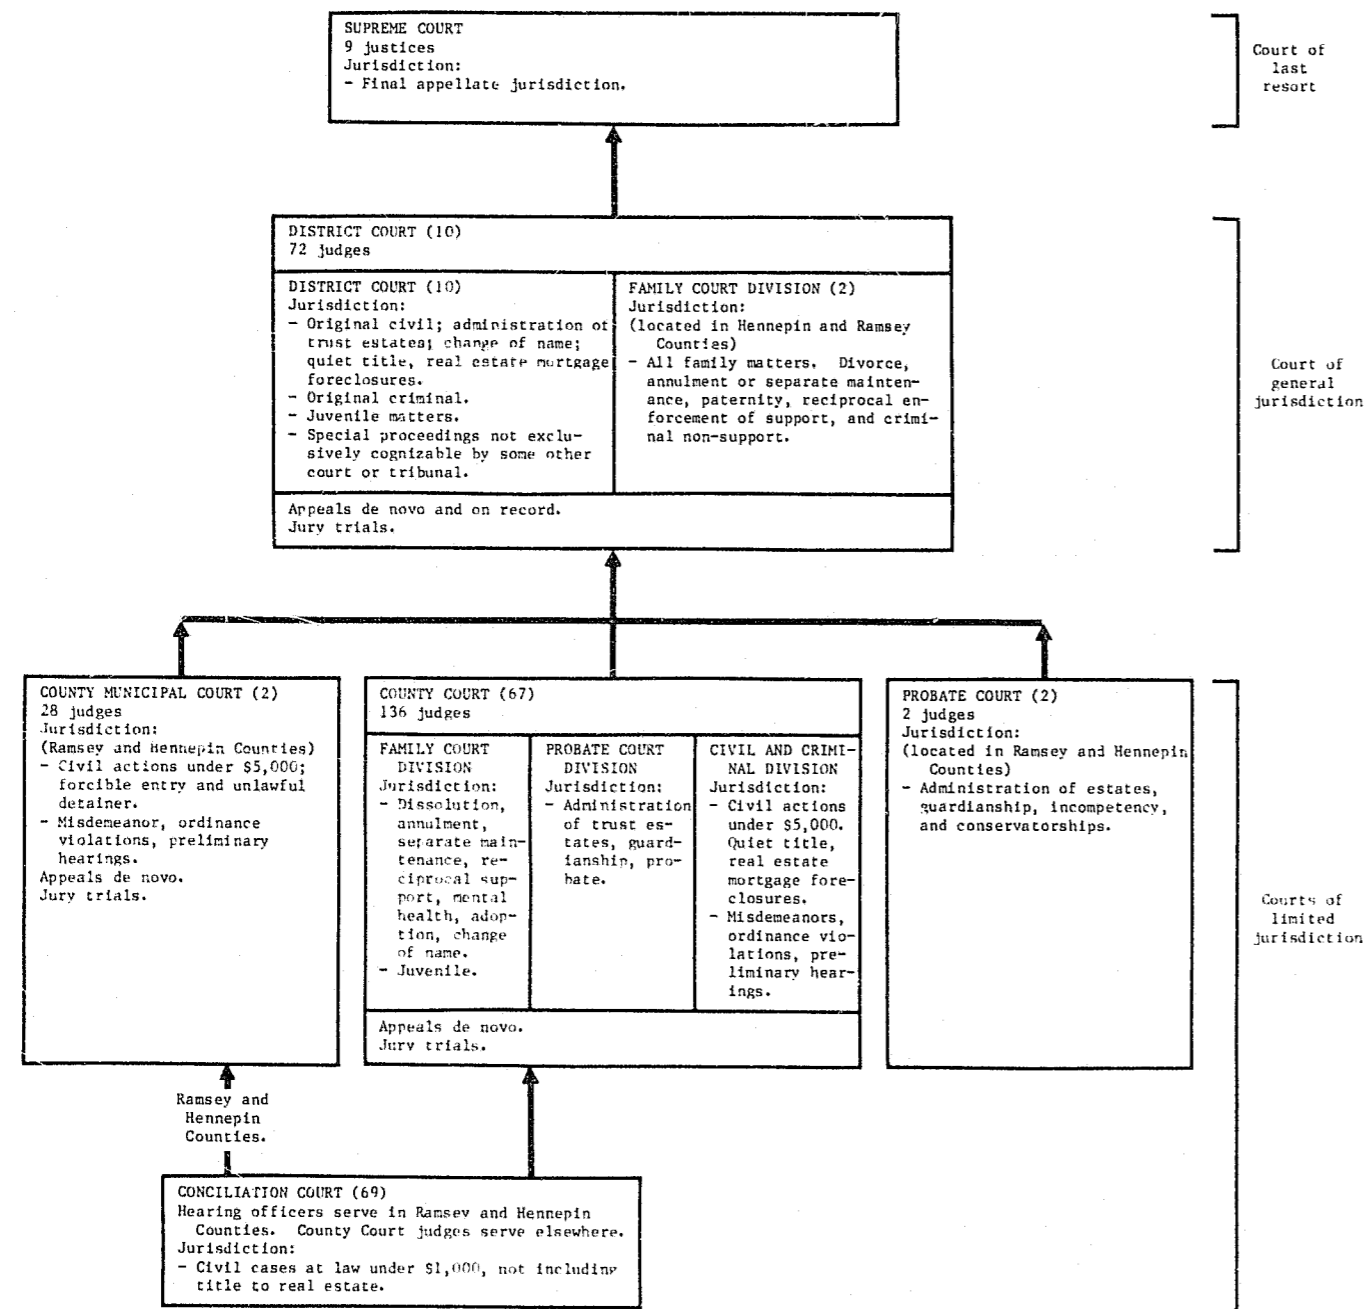 SUPREME COURT
9 justices
Jurisdiction:
- Final appellate jurisdiction.
Court of
last
resort
DISTRICT COURT (10)
72 judges
DISTRICT COURT (10)
Jurisdiction:
- Original civil; administration of
trust estates; change of name;
quiet title, real estate mortgage
foreclosures.
- Original criminal.
- Juvenile matters.
- Special proceedings not exclu-
sively cognizable by some other
court or tribunal.
FAMILY COURT DIVISION (2)
Jurisdiction:
(located in Hennepin and Ramsey
Counties)
- All family matters. Divorce,
annulment or separate mainten-
ance, paternity, reciprocal en-
forcement of support, and crimi-
nal non-support.
Appeals de novo and on record.
Jury trials.
Court of
general
jurisdiction
COUNTY MUNICIPAL COURT (2)
28 judges
Jurisdiction:
(Ramsey and Hennepin Counties)
- Civil actions under $5,000;
forcible entry and unlawful
detainer.
- Misdemeanor, ordinance
violations, preliminary
hearings.
Appeals de novo.
Jury trials.
COUNTY COURT (67)
136 judges
FAMILY COURT
DIVISION
Jurisdiction:
- Dissolution,
annulment,
separate main-
tenance, re-
ciprocal sup-
port, mental
health, adop-
tion, change
of name.
- Juvenile.
PROBATE COURT
DIVISION
Jurisdiction:
- Administration
of trust es-
tates, guard-
ianship, pro-
bate.
CIVIL AND CRIMI-
NAL DIVISION
Jurisdiction:
- Civil actions
under $5,000.
Quiet title,
real estate
mortgage fore-
closures.
- Misdemeanors,
ordinance vio-
lations, pre-
liminary hear-
ings.
Appeals de novo.
Jury trials.
PROBATE COURT (2)
2 judges
Jurisdiction:
(located in Ramsey and Hennepin
Counties)
- Administration of estates,
guardianship, incompetency,
and conservatorships.
Courts of
limited
jurisdiction
Ramsey and
Hennepin
Counties.
CONCILIATION COURT (69)
Hearing officers serve in Ramsey and Hennepin
Counties. County Court judges serve elsewhere.
Jurisdiction:
- Civil cases at law under $1,000, not including
title to real estate.